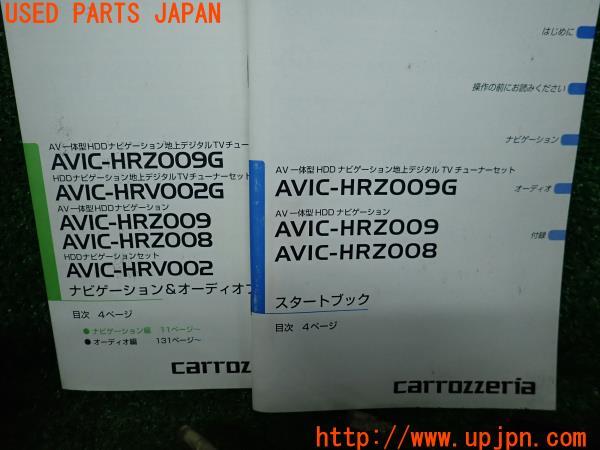 USED PARTS JAPAN
AV一体型HDDナビゲーション地上デジタルTVチュー
AVIC-HRZ009G
HDDナビゲーション地上デジタルTVチューナーセット
AVIC-HRV002G
AV一体型HDDナビゲーション
AVIC-HRZ009
AVIC-HRZ008
HDDナビゲーションセット
AVIC-HRV002
ナビゲーション&オーディオブ
目次 4ページ
●ナビゲーション編 11ページ~
●オーディオ編 131ページ~
carrozze
はじめに
操作の前にお読みください
ナビゲーション
オーディオ
付録
AV一体型HDDナビゲーション地上デジタルTVチューナーセット
AVIC-HRZ009G
AV一体型HDDナビゲーション
AVIC-HRZ009
AVIC-HRZ008
スタートブック
目次 4ページ
carrozzeria
http://www.upjpn.com